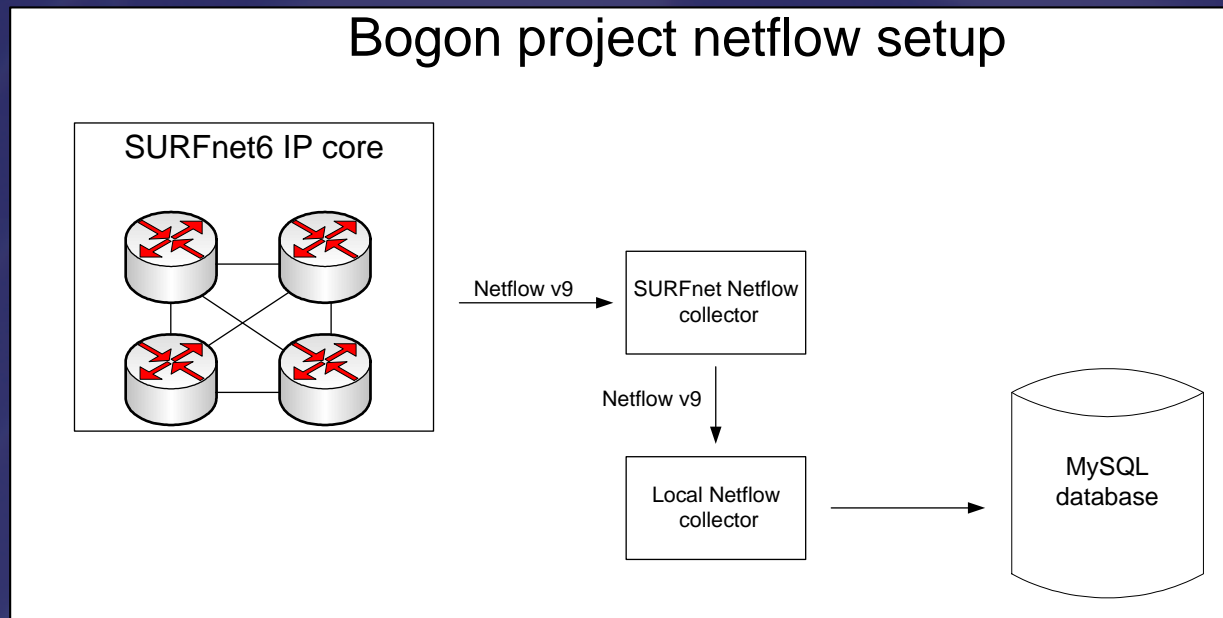 Bogon project netflow setup
SURFnet6 IP core
Netflow v9
SURFnet Netflow
collector
Netflow v9
Local Netflow
collector
MySQL
database